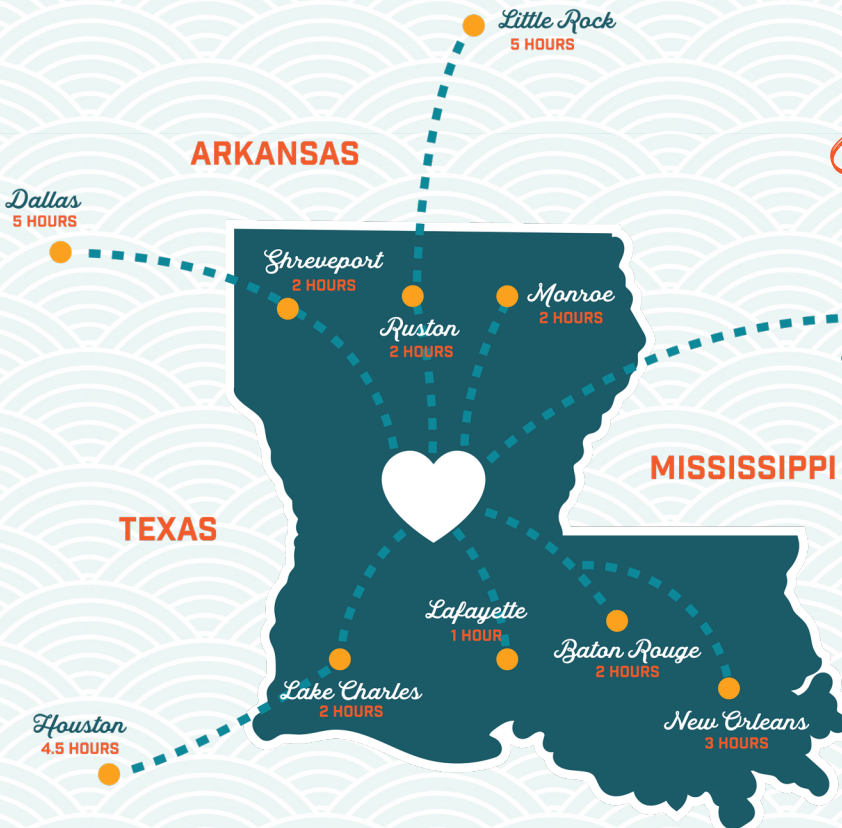 Little Rock
5 HOURS
ARKANSAS
Dallas
5 HOURS
Shreveport
2 HOURS
Monroe
2 HOURS
Ruston
2 HOURS
MISSISSIPPI
TEXAS
Lafayette
1 HOUR
Baton Rouge
2 HOURS
Lake Charles
2 HOURS
New Orleans
3 HOURS
Houston
4.5 HOURS